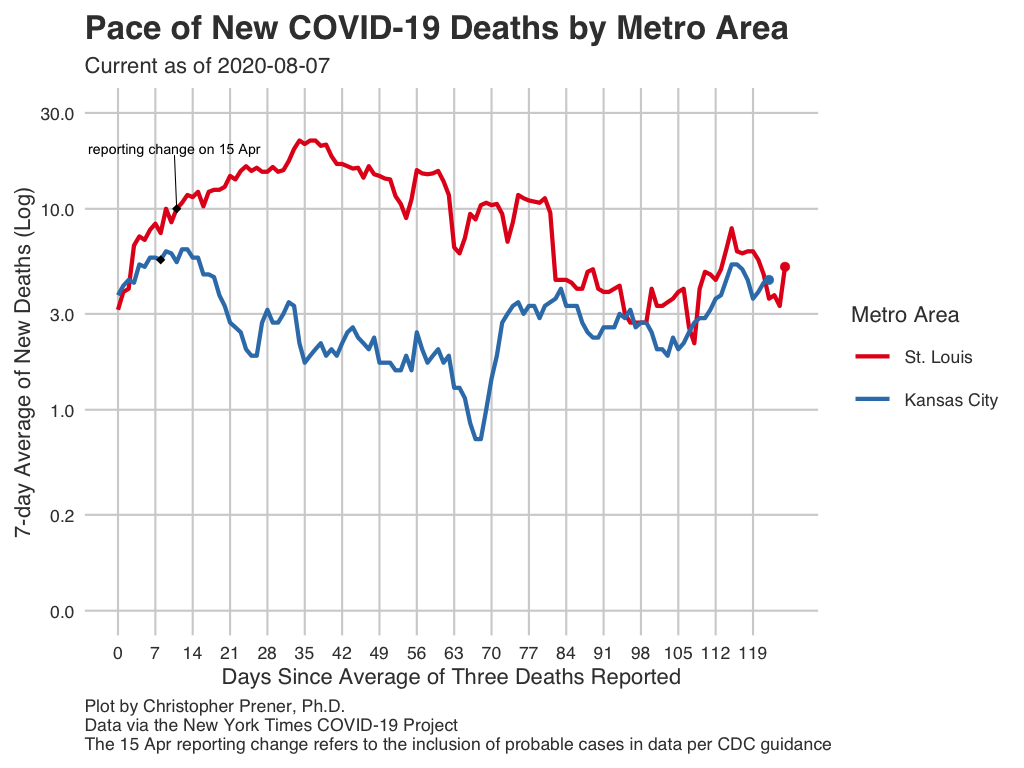 Pace of New COVID-19 Deaths by Metro Area
Current as of 2020-08-07
7-day Average of New Deaths (Log)
30.0
10.0
3.0
1.0
0.2
0.0
reporting change on 15 Apr
0 7 14 21 28 35 42 49 56 63 70 77 84 91 98 105 112 119
Days Since Average of Three Deaths Reported
Metro Area
St. Louis
Kansas City
Plot by Christopher Prener, Ph.D.
Data via the New York Times COVID-19 Project
The 15 Apr reporting change refers to the inclusion of probable cases in data per CDC guidance